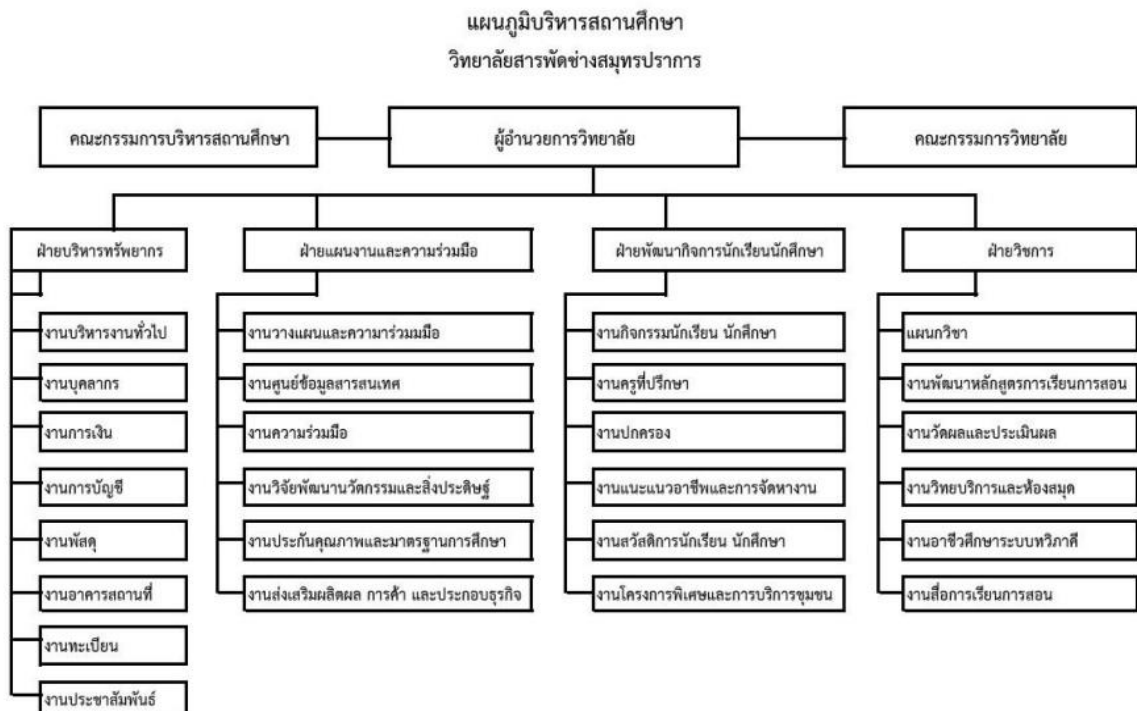 แผนภูมิบริหารสถานศึกษา
วิทยาลัยสารพัดช่างสมุทรปราการ
คณะกรรมการบริหารสถานศึกษา
ผู้อำนวยการวิทยาลัย
คณะกรรมการวิทยาลัย
ฝ่ายบริหารทรัพยากร
งานบริหารงานทั่วไป
งานบุคลากร
งานการเงิน
งานการบัญชี
งานพัสดุ
งานอาคารสถานที่
งานทะเบียน
งานประชาสัมพันธ์
ฝ่ายแผนงานและความร่วมมือ
งานวางแผนและความาร่วมมมือ
งานศูนย์ข้อมูลสารสนเทศ
งานความร่วมมือ
งานวิจัยพัฒนานวัตกรรมและสิ่งประดิษฐ์
งานประกันคุณภาพและมาตรฐานการศึกษา
งานส่งเสริมผลิตผล การค้า และประกอบธุรกิจ
ฝ่ายพัฒนากิจการนักเรียนนักศึกษา
งานกิจกรรมนักเรียน นักศึกษา
งานครูที่ปรึกษา
งานปกครอง
งานแนะแนวอาชีพและการจัดหางาน
งานสวัสดิการนักเรียน นักศึกษา
งานโครงการพิเศษและการบริการชุมชน
ฝ่ายวิชการ
แผนกวิชา
งานพัฒนาหลักสูตรการเรียนการสอน
งานวัดผลและประเมินผล
งานวิทยบริการและห้องสมุด
งานอาชีวศึกษาระบบทวิภาคี
งานสื่อการเรียนการสอน